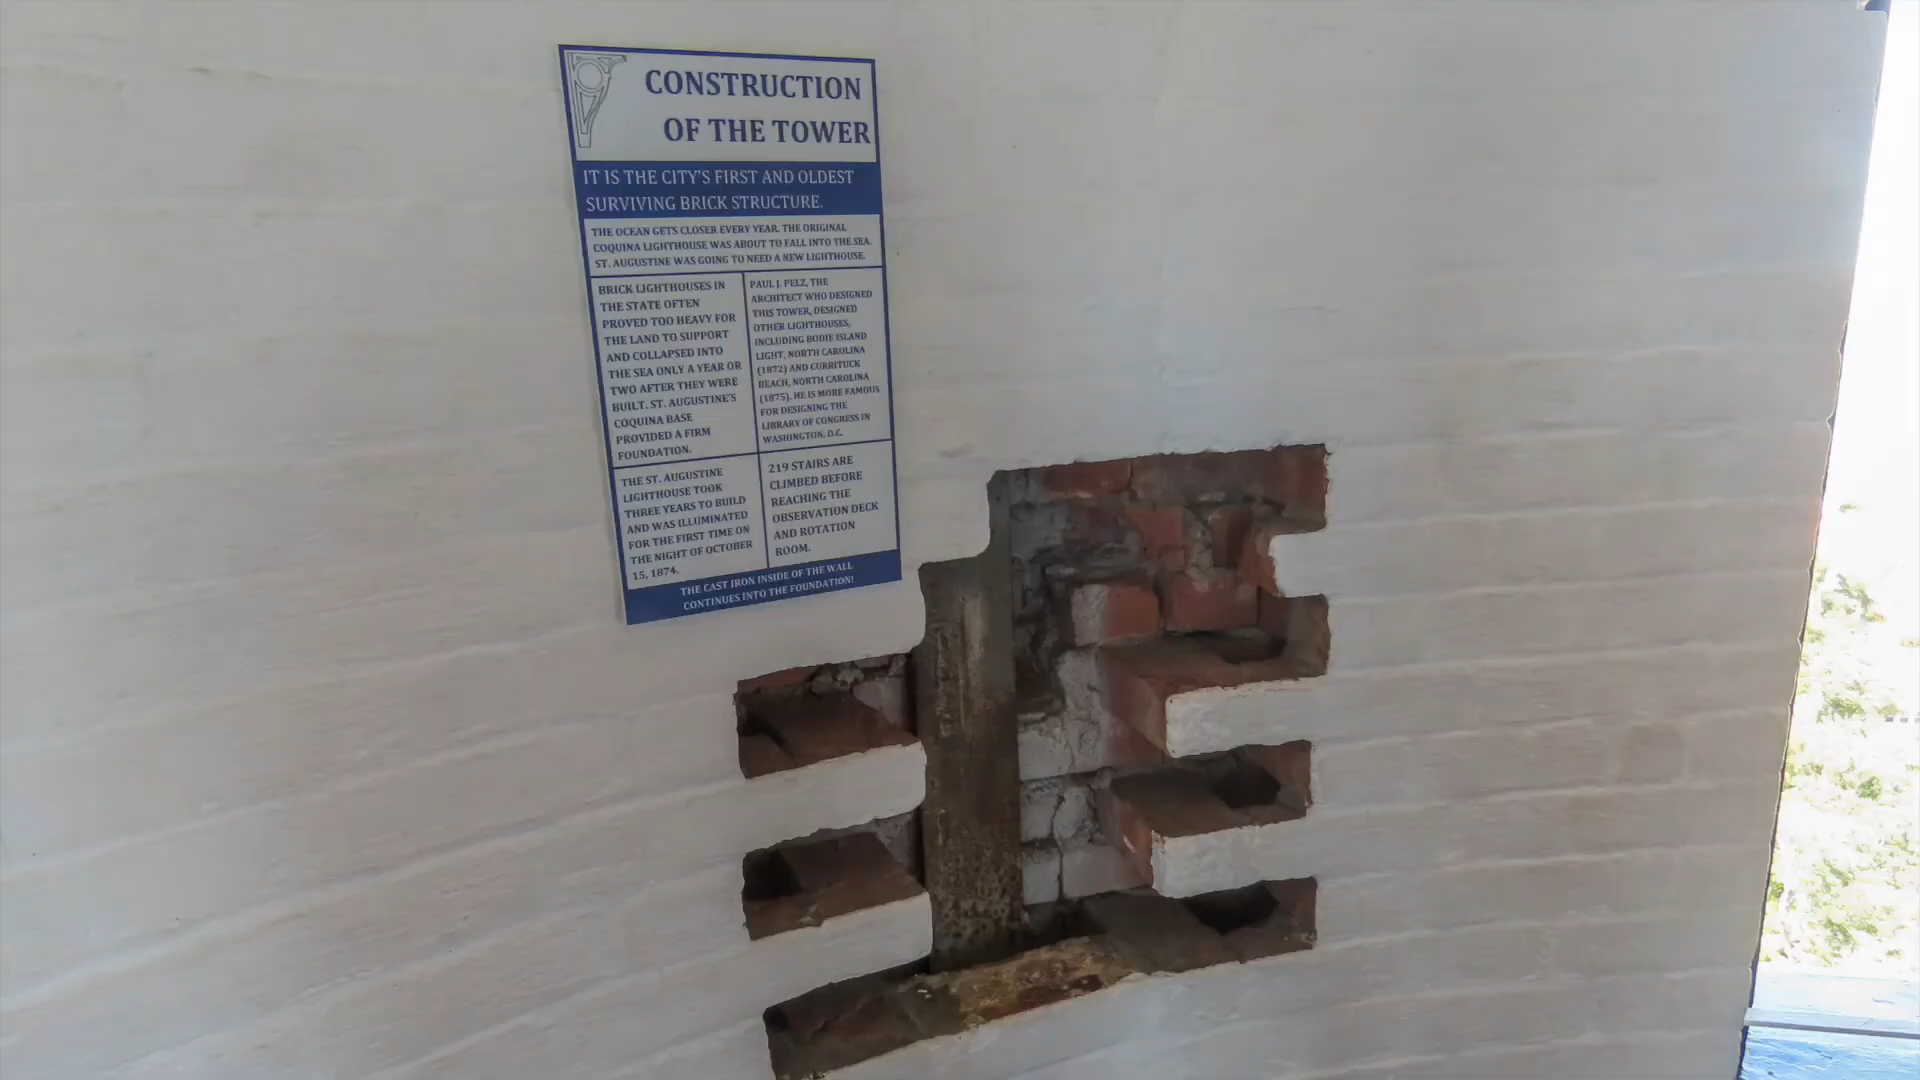 CONSTRUCTION
OF THE TOWER
IT IS THE CITY'S FIRST AND OLDEST
SURVIVING BRICK STRUCTURE.
THE OCEAN GETS CLOSER EVERY YEAR. THE ORIGINAL
COQUINA LIGHTHOUSE WAS ABOUT TO FALL INTO THE SEA.
ST. AUGUSTINE WAS GOING TO NEED A NEW LIGHTHOUSE.
BRICK LIGHTHOUSES IN
THE STATE OFTEN
PROVED TOO HEAVY FOR
THE LAND TO SUPPORT
AND COLLAPSED INTO
THE SEA ONLY A YEAR OR
TWO AFTER THEY WERE
BUILT. ST. AUGUSTINE'S
COQUINA BASE
PROVIDED A FIRM
FOUNDATION.
PAUL J. PELZ, THE
ARCHITECT WHO DESIGNED
THIS TOWER, DESIGNED
OTHER LIGHTHOUSES,
INCLUDING BODIE ISLAND
LIGHT, NORTH CAROLINA
(1872) AND CURRITUCK
BEACH, NORTH CAROLINA
(1875). HE IS MORE FAMOUS
FOR DESIGNING THE
LIBRARY OF CONGRESS IN
WASHINGTON, D.C.
THE ST. AUGUSTINE
LIGHTHOUSE TOOK
THREE YEARS TO BUILD
AND WAS ILLUMINATED
FOR THE FIRST TIME ON
THE NIGHT OF OCTOBER
15, 1874.
219 STAIRS ARE
CLIMBED BEFORE
REACHING THE
OBSERVATION DECK
AND ROTATION
ROOM.
THE CAST IRON INSIDE OF THE WALL
CONTINUES INTO THE FOUNDATION!